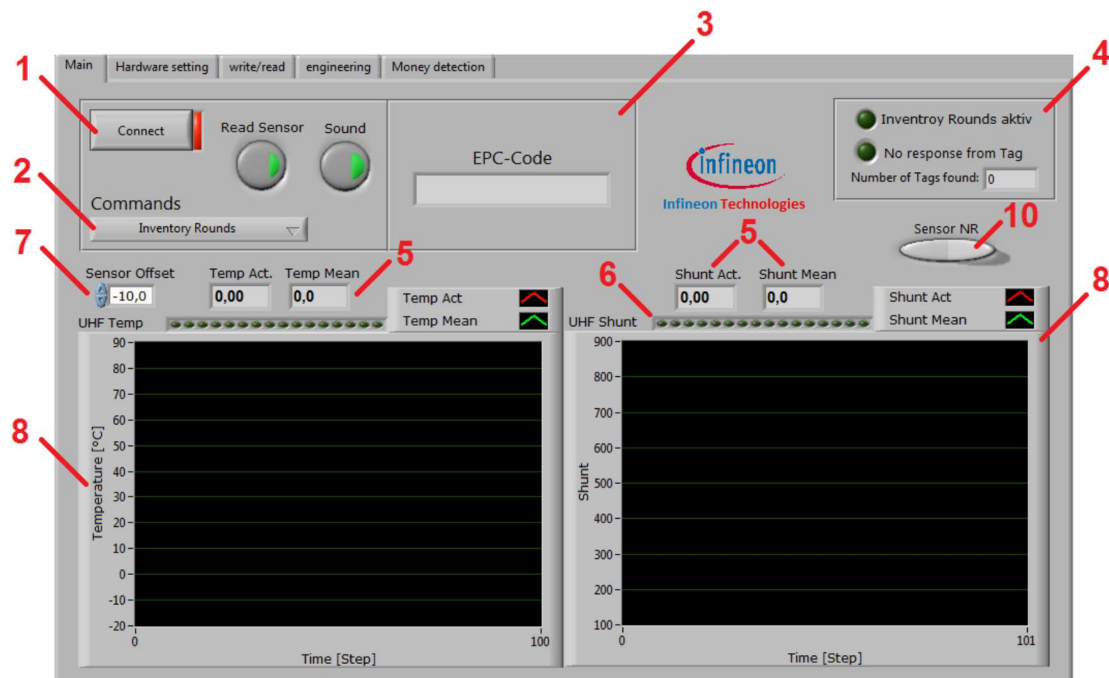 3
4
1
Main Hardware setting write/read engineering Money detection
Connect
Read Sensor Sound
EPC-Code
infineon
Infineon Technologies
Inventroy Rounds aktiv
No response from Tag
Number of Tags found: 0
2
Commands
Inventory Rounds
10
Sensor NR
7
5
5
Sensor Offset Temp Act. Temp Mean
-10,0 0,00 0,0
Shunt Act. Shunt Mean
0,00 0,0
6
8
UHF Temp
Temp Act
Temp Mean
UHF Shunt
Shunt Act
Shunt Mean
8
Temperature [°C]
90
80
70
60
50
40
30
20
10
0
-10
-20
0 100
Time [Step]
Shunt
900
800
700
600
500
400
300
200
100
0 101
Time [Step]